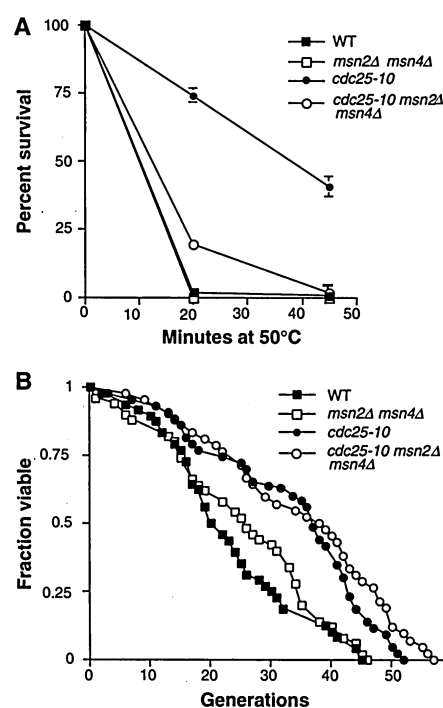 A
100
75
50
25
0
Percent survival
0 10 20 30 40 50
Minutes at 50°C
WT
msn2Δ msn4Δ
cdc25-10
cdc25-10 msn2Δ
msn4Δ
B
1
0.75
0.5
0.25
0
Fraction viable
0 10 20 30 40 50
Generations
WT
msn2Δ msn4Δ
cdc25-10
cdc25-10 msn2Δ
msn4Δ